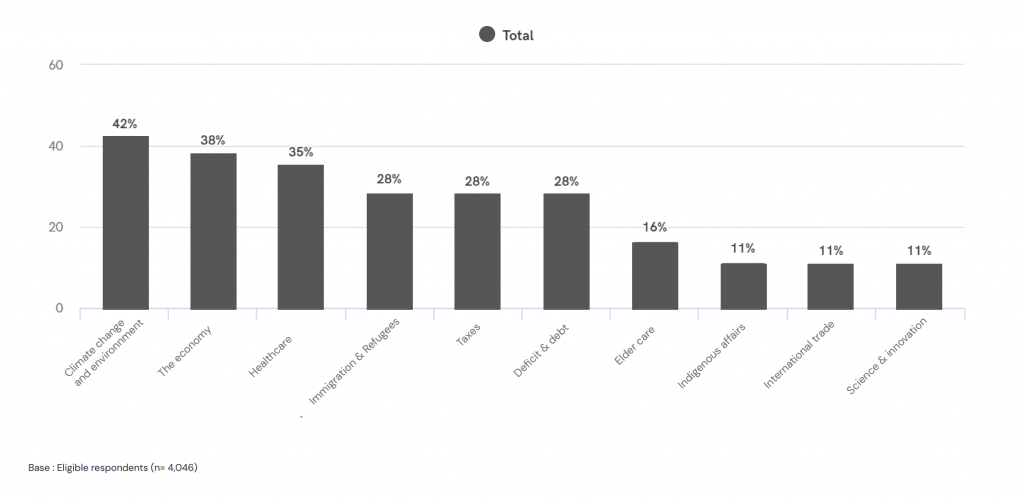 Total
60
40
20
0
42%
38%
35%
28%
28%
28%
16%
11%
11%
11%
Climate change
and environment
The economy
Healthcare
Immigration & Refugees
Taxes
Deficit & debt
Elder care
Indigenous affairs
International trade
Science & innovation
Base : Eligible respondents (n= 4,046)